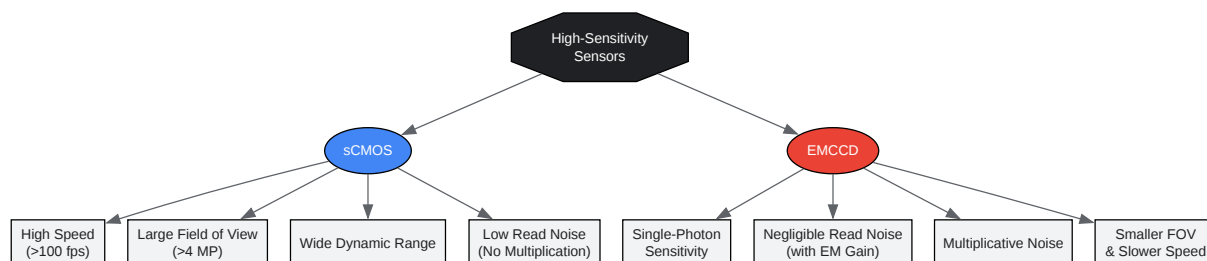 High-Sensitivity
Sensors
sCMOS
EMCCD
High Speed
(>100 fps)
Large Field of View
(>4 MP)
Wide Dynamic Range
Low Read Noise
(No Multiplication)
Single-Photon
Sensitivity
Negligible Read Noise
(with EM Gain)
Multiplicative Noise
Smaller FOV
& Slower Speed